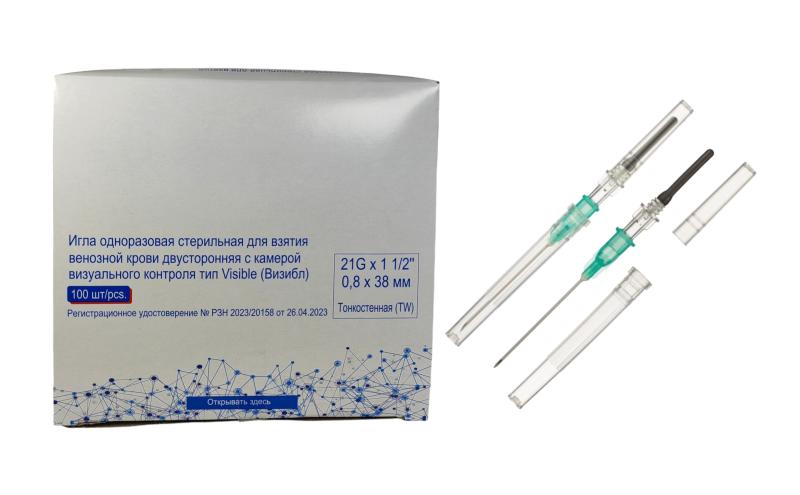 Игла одноразовая стерильная для взятия
венозной крови двусторонняя с камерой
визуального контроля тип Visible (Визибл)
100 шт/pcs.
Регистрационное удостоверение № РЗН 2023/20158 от 26.04.2023
21G x 1 1/2"
0,8 x 38 мм
Тонкостенная (TW)
Открывать здесь